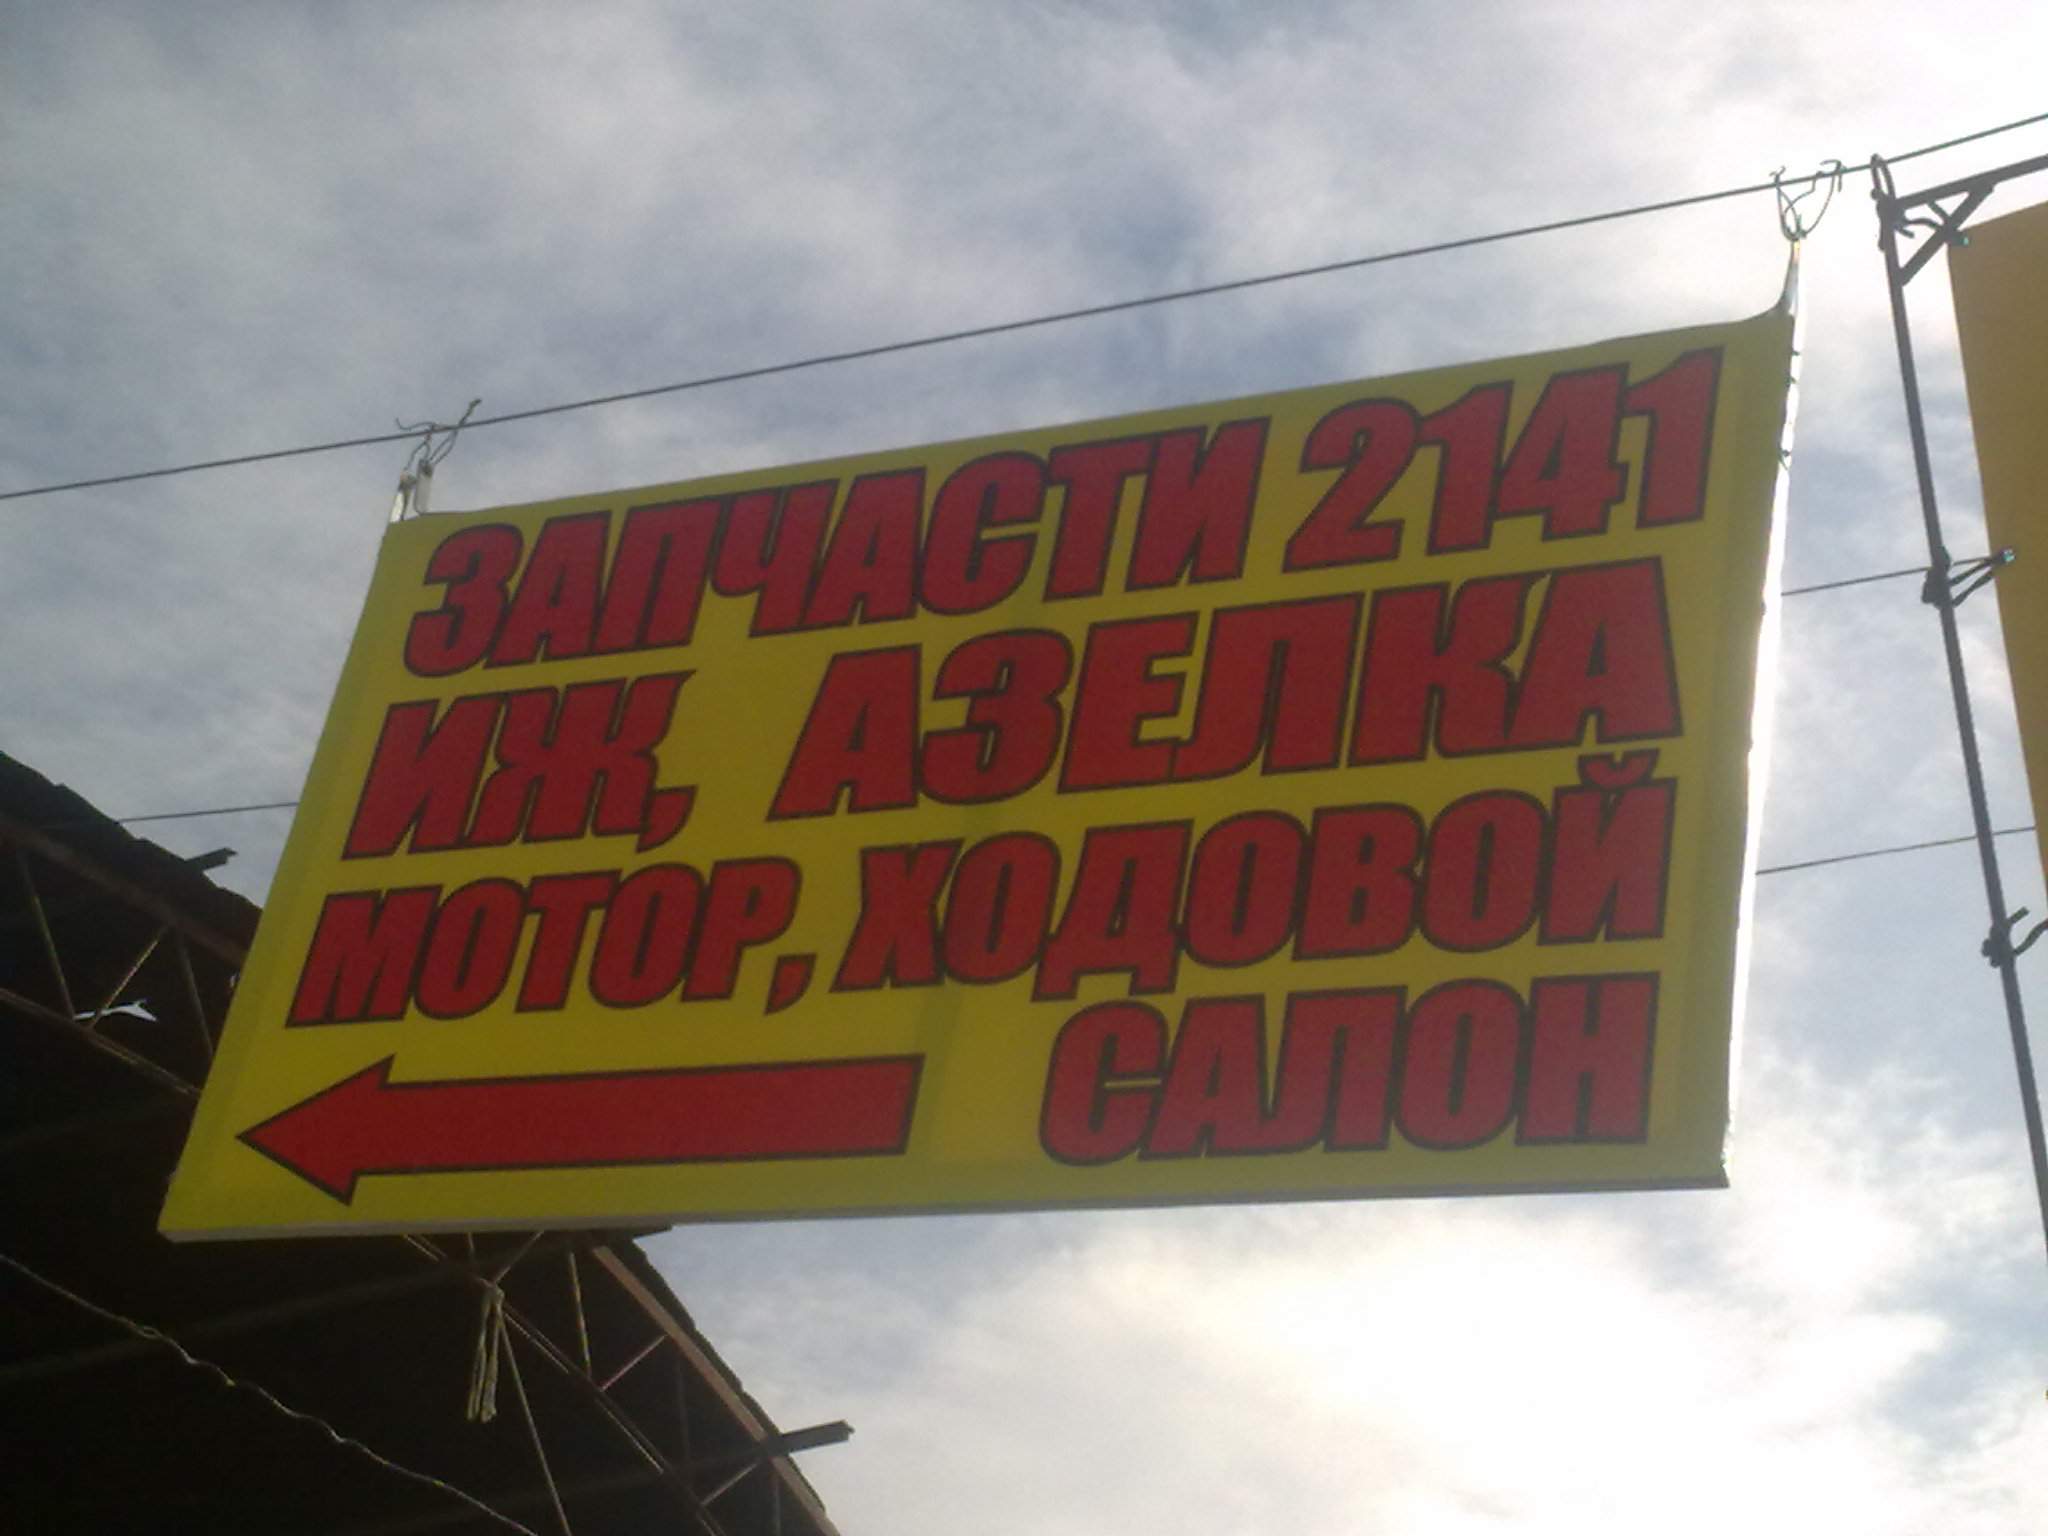 ЗАПЧАСТИ 2141
ИЖ, АЗЕЛКА
МОТОР, ХОДОВОЙ
САЛОН